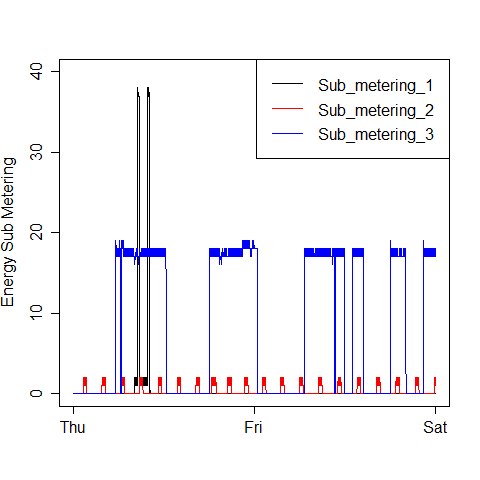 Energy Sub Metering
40
30
20
10
0
Sub_metering_1
Sub_metering_2
Sub_metering_3
Thu Fri Sat